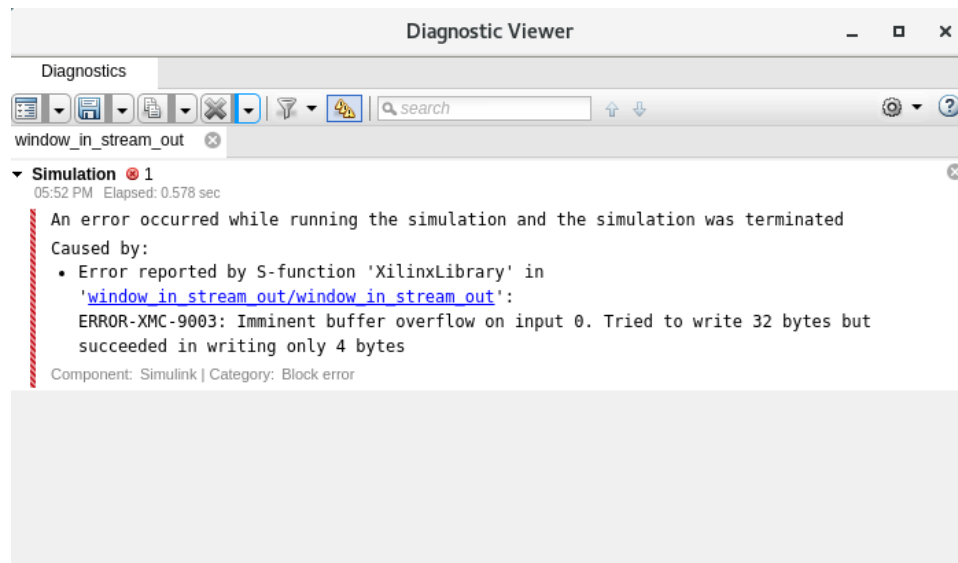 Diagnostic Viewer
Diagnostics
search
window_in_stream_out
Simulation 1
05:52 PM Elapsed: 0.578 sec
An error occurred while running the simulation and the simulation was terminated
Caused by:
• Error reported by S-function 'XilinxLibrary' in
'window_in_stream_out/window_in_stream_out':
ERROR-XMC-9003: Imminent buffer overflow on input 0. Tried to write 32 bytes but
succeeded in writing only 4 bytes
Component: Simulink | Category: Block error